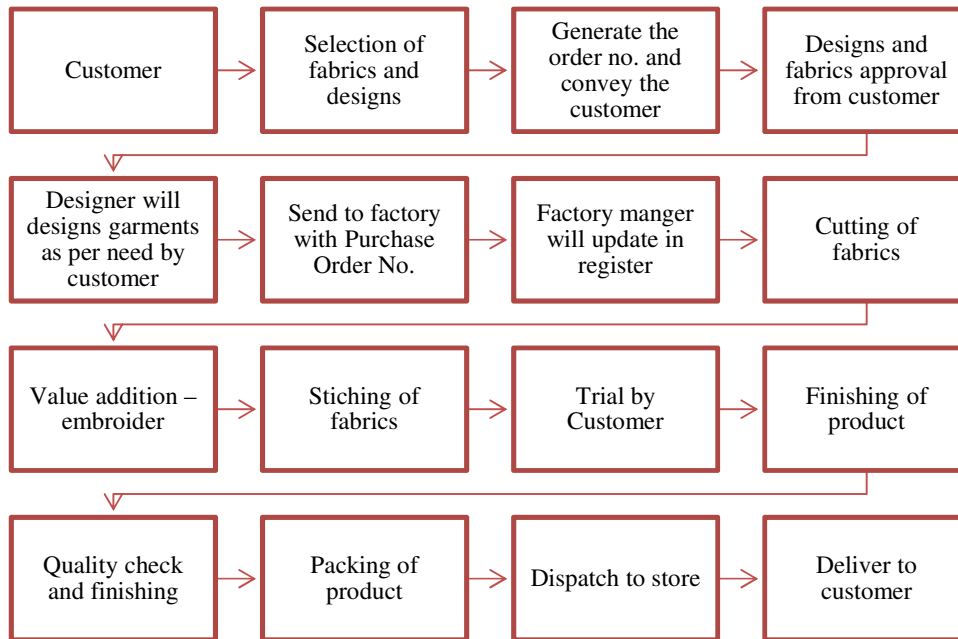 Customer
Selection of
fabrics and
designs
Generate the
order no. and
convey the
customer
Designs and
fabrics approval
from customer
Designer will
designs garments
as per need by
customer
Send to factory
with Purchase
Order No.
Factory manger
will update in
register
Cutting of
fabrics
Value addition –
embroider
Stiching of
fabrics
Trial by
Customer
Finishing of
product
Quality check
and finishing
Packing of
product
Dispatch to store
Deliver to
customer